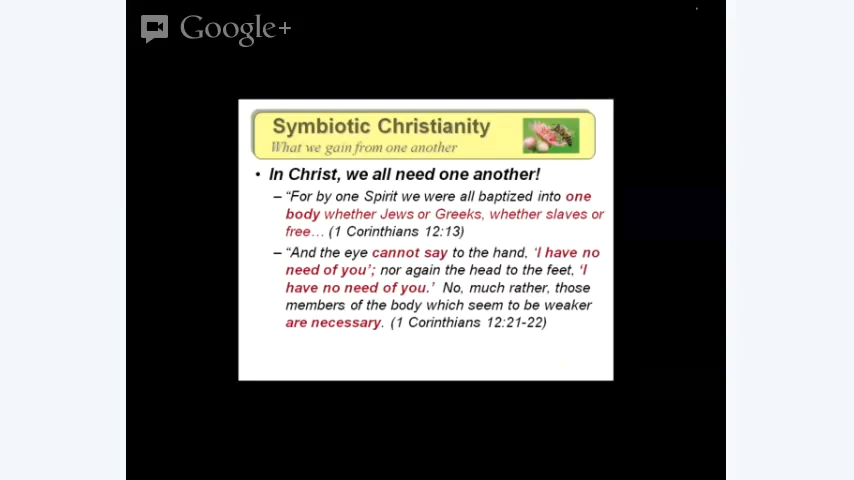 Google+
Symbiotic Christianity
What we gain from one another
• In Christ, we all need one another!
– “For by one Spirit we were all baptized into one
body whether Jews or Greeks, whether slaves or
free… (1 Corinthians 12:13)
– “And the eye cannot say to the hand, ‘I have no
need of you’; nor again the head to the feet, ‘I
have no need of you.’ No, much rather, those
members of the body which seem to be weaker
are necessary. (1 Corinthians 12:21-22)